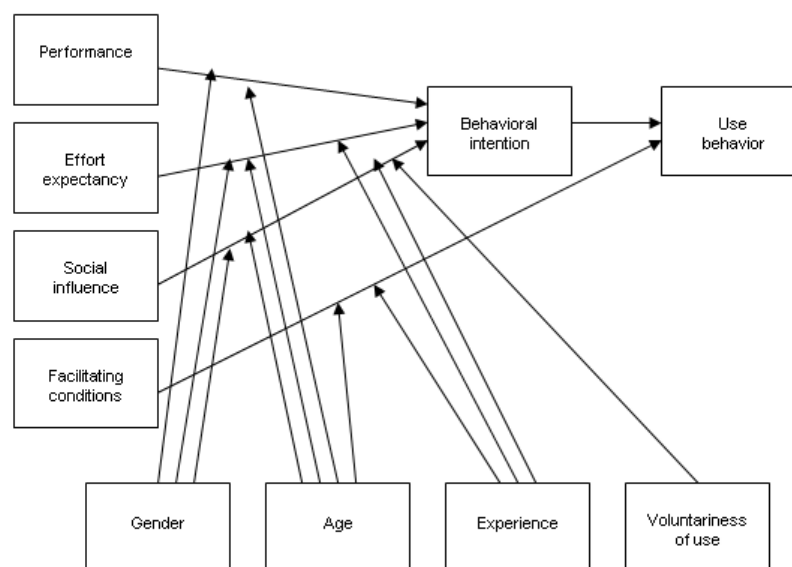 Performance
Behavioral
intention
Use
behavior
Effort
expectancy
Social
influence
Facilitating
conditions
Gender
Age
Experience
Voluntariness
of use